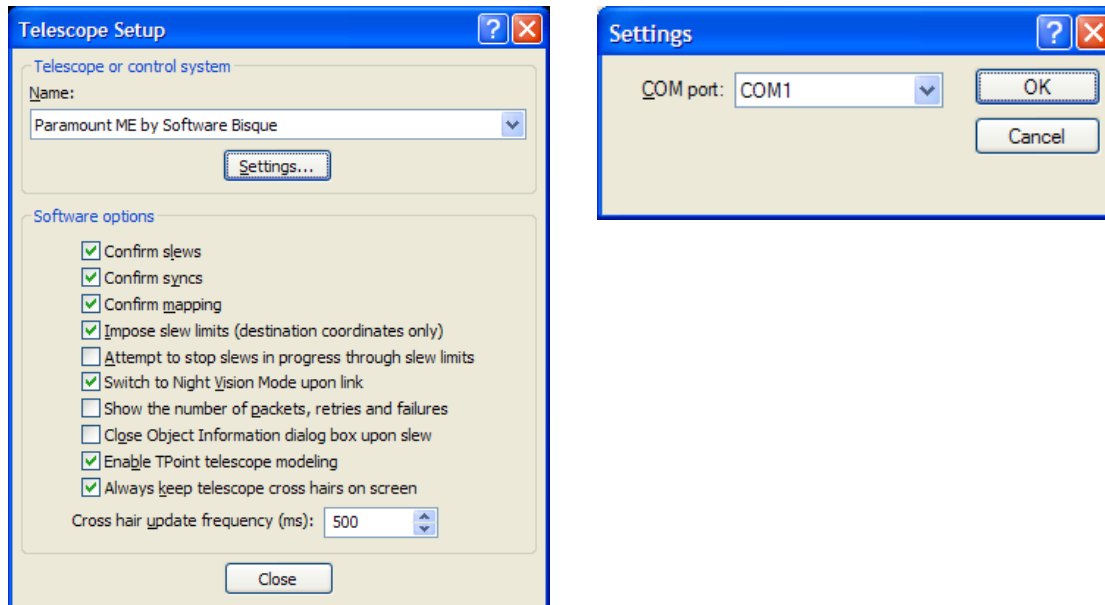 Telescope Setup
Telescope or control system
Name:
Paramount ME by Software Bisque
Settings...
Software options
Confirm slews
Confirm syncs
Confirm mapping
Impose slew limits (destination coordinates only)
Attempt to stop slews in progress through slew limits
Switch to Night Vision Mode upon link
Show the number of packets, retries and failures
Close Object Information dialog box upon slew
Enable TPoint telescope modeling
Always keep telescope cross hairs on screen
Cross hair update frequency (ms): 500
Close
Settings
COM port: COM1
OK
Cancel